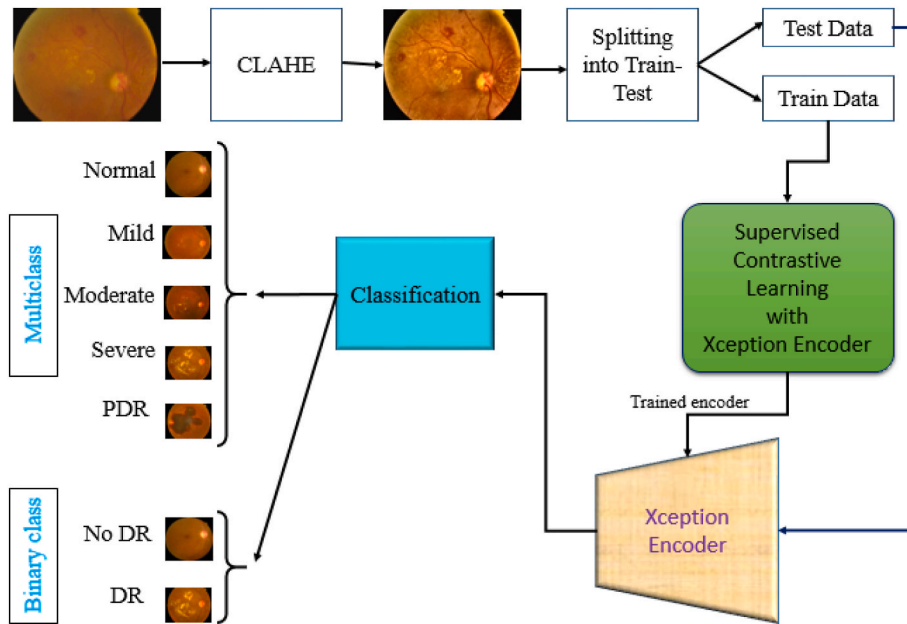 CLAHE
Splitting
into Train-
Test
Test Data
Train Data
Supervised
Contrastive
Learning
with
Xception Encoder
Trained encoder
Xception
Encoder
Classification
Multiclass
Normal
Mild
Moderate
Severe
PDR
Binary class
No DR
DR